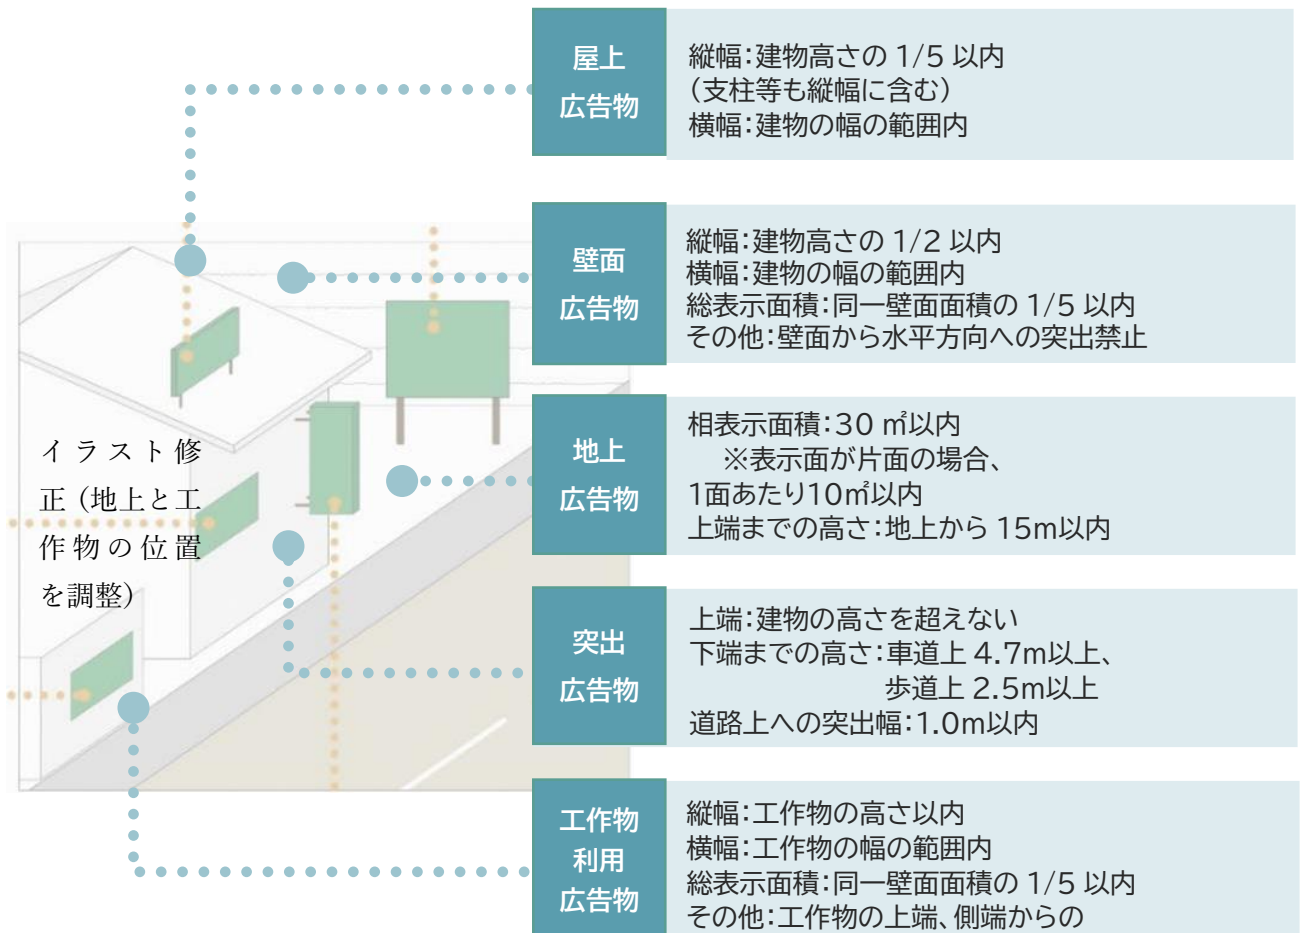 屋上
広告物
縦幅：建物高さの 1/5 以内
（支柱等も縦幅に含む）
横幅：建物の幅の範囲内
壁面
広告物
縦幅：建物高さの 1/2 以内
横幅：建物の幅の範囲内
総表示面積：同一壁面面積の 1/5 以内
その他：壁面から水平方向への突出禁止
地上
広告物
相表示面積：30 ㎡以内
※表示面が片面の場合、
1面あたり10㎡以内
上端までの高さ：地上から 15m以内
イラスト修
正（地上と工
作物の位置
を調整）
突出
広告物
上端：建物の高さを超えない
下端までの高さ：車道上 4.7m以上、
歩道上 2.5m以上
道路上への突出幅：1.0m以内
工作物
利用
広告物
縦幅：工作物の高さ以内
横幅：工作物の幅の範囲内
総表示面積：同一壁面面積の 1/5 以内
その他：工作物の上端、側端からの